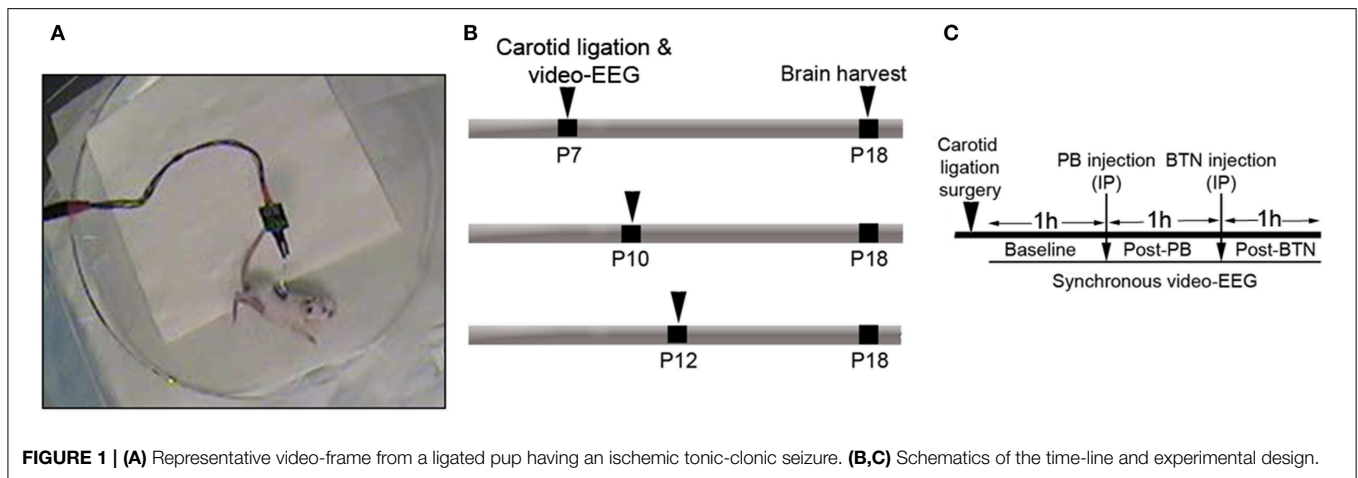 A
B
Carotid ligation &
video-EEG
Brain harvest
P7
P18
P10
P18
P12
P18
C
Carotid
ligation
surgery
PB injection
(IP)
BTN injection
(IP)
1h
1h
1h
Baseline
Post-PB
Post-BTN
Synchronous video-EEG
FIGURE 1 | (A) Representative video-frame from a ligated pup having an ischemic tonic-clonic seizure. (B,C) Schematics of the time-line and experimental design.